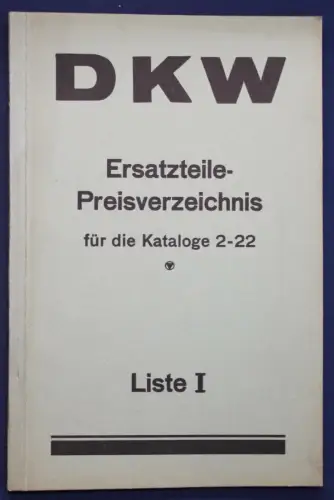 DKW
Ersatzteile-
Preisverzeichnis
für die Kataloge 2-22
Liste I